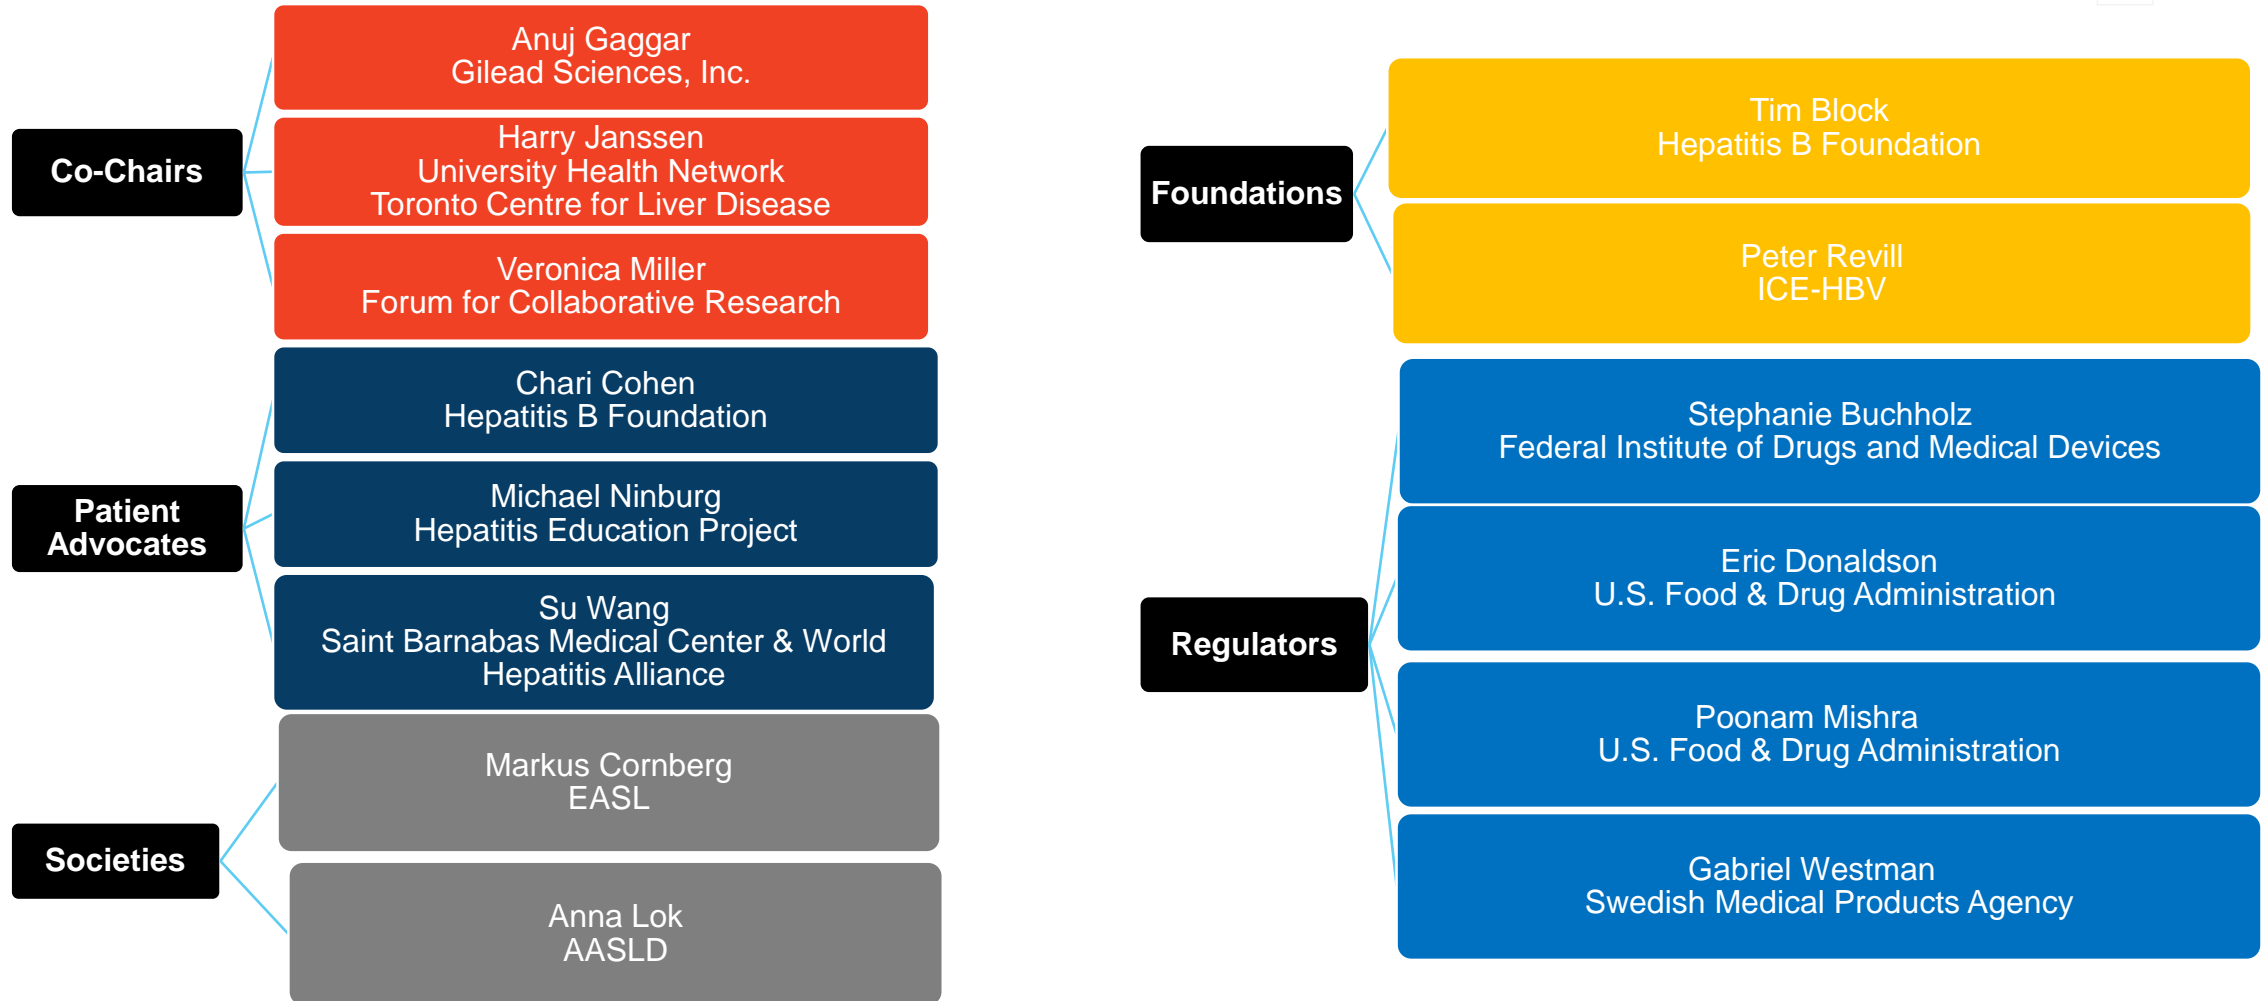 Co-Chairs
Anuj Gaggar
Gilead Sciences, Inc.
Harry Janssen
University Health Network
Toronto Centre for Liver Disease
Veronica Miller
Forum for Collaborative Research
Patient
Advocates
Chari Cohen
Hepatitis B Foundation
Michael Ninburg
Hepatitis Education Project
Su Wang
Saint Barnabas Medical Center & World
Hepatitis Alliance
Societies
Markus Cornberg
EASL
Anna Lok
AASLD
Foundations
Tim Block
Hepatitis B Foundation
Peter Revill
ICE-HBV
Regulators
Stephanie Buchholz
Federal Institute of Drugs and Medical Devices
Eric Donaldson
U.S. Food & Drug Administration
Poonam Mishra
U.S. Food & Drug Administration
Gabriel Westman
Swedish Medical Products Agency